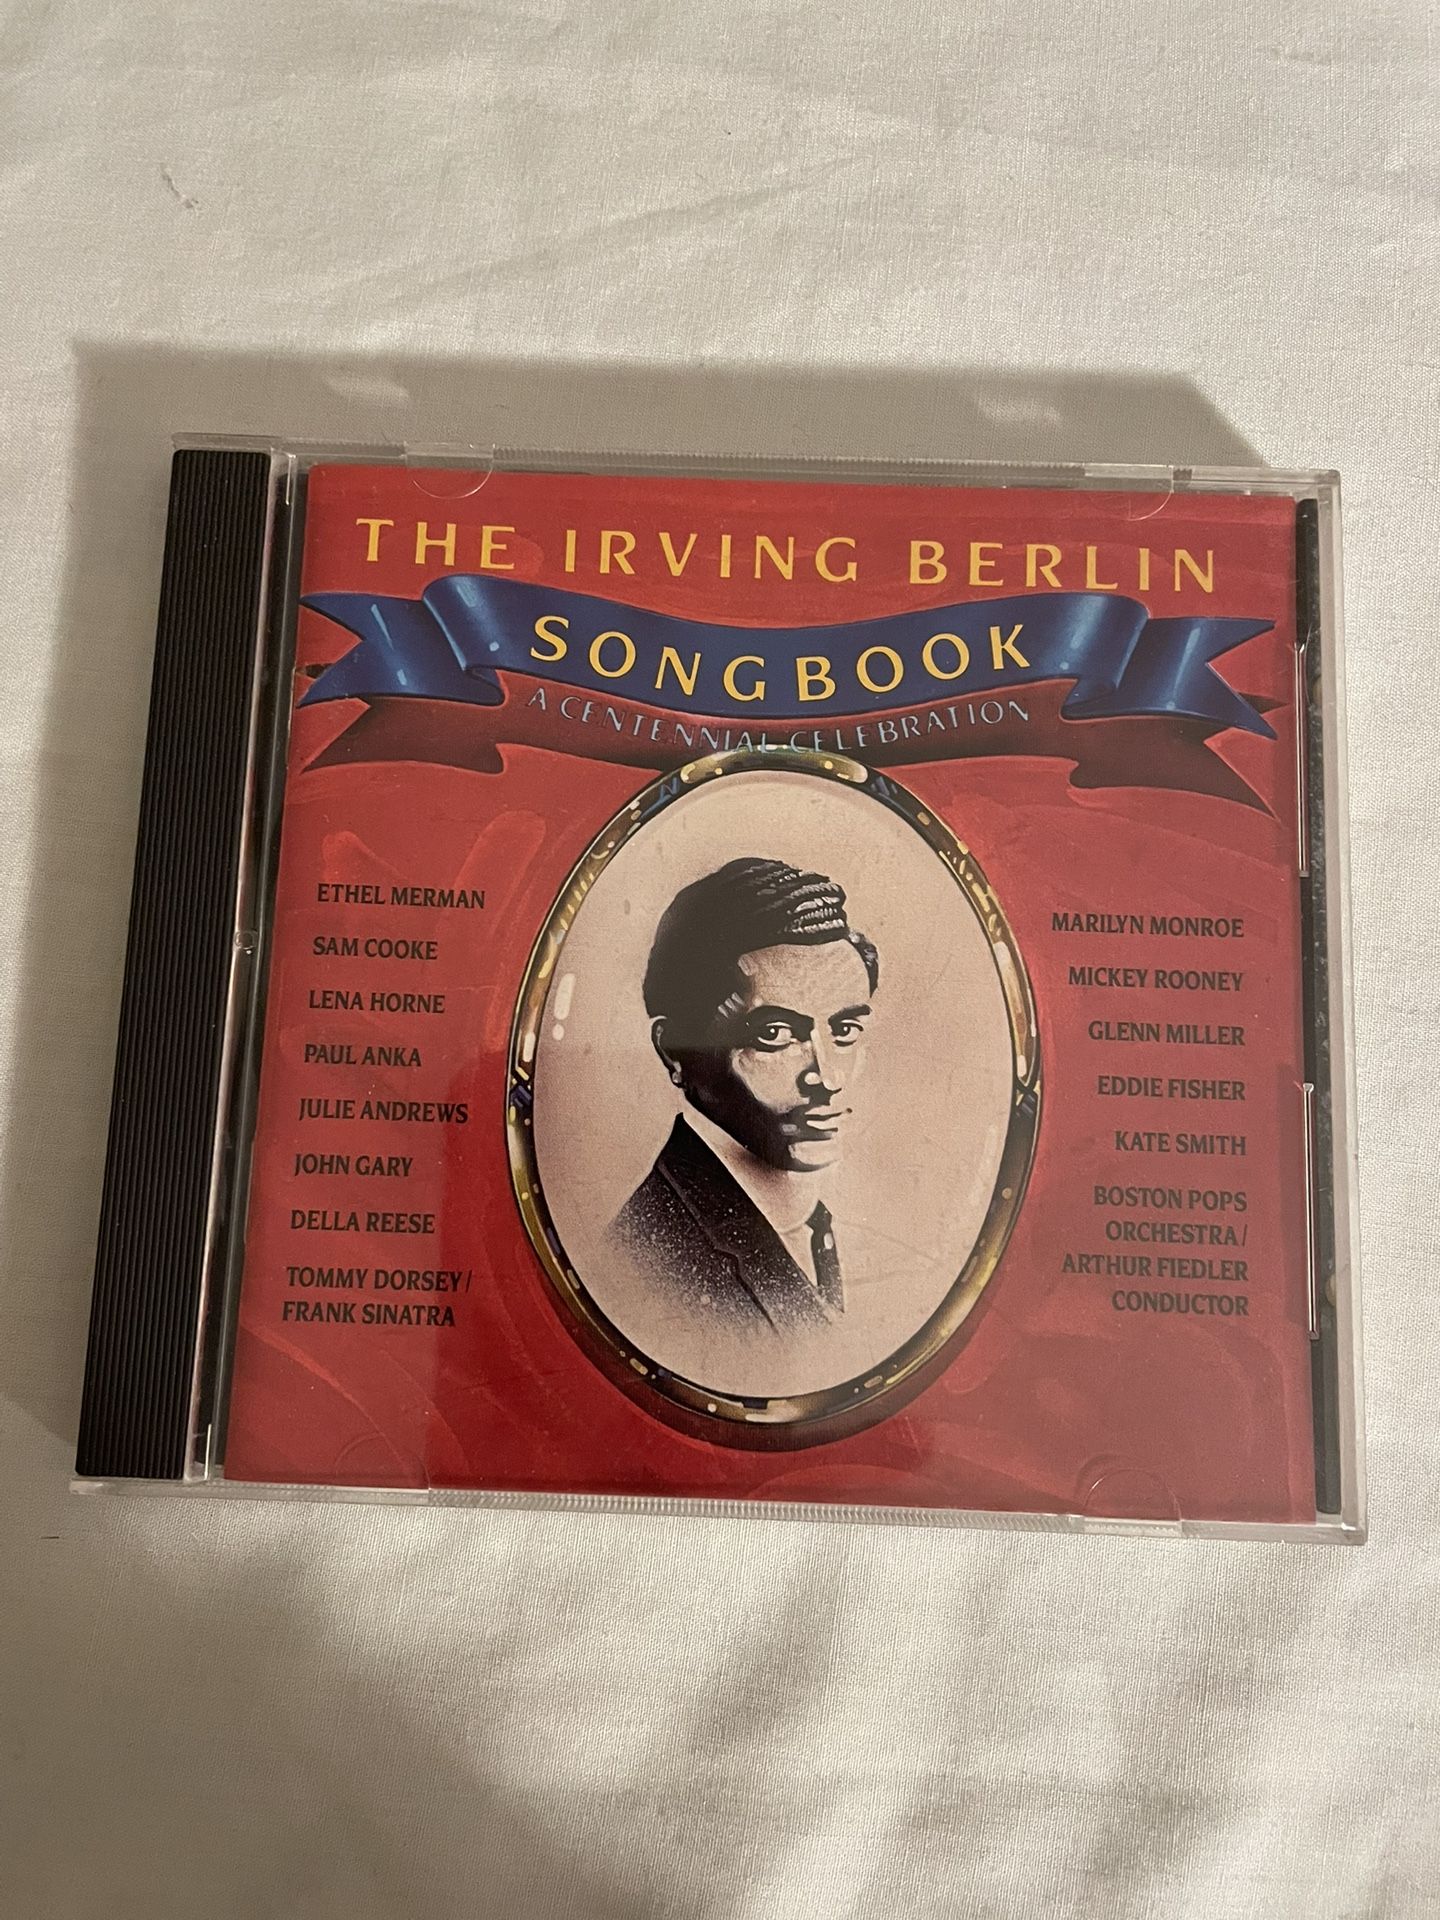 THE IRVING BERLIN
SONGBOOK
A CENTENNIAL CELEBRATION
ETHEL MERMAN
SAM COOKE
LENA HORNE
PAUL ANKA
JULIE ANDREWS
JOHN GARY
DELLA REESE
TOMMY DORSEY/
FRANK SINATRA
MARILYN MONROE
MICKEY ROONEY
GLENN MILLER
EDDIE FISHER
KATE SMITH
BOSTON POPS
ORCHESTRA/
ARTHUR FIEDLER
CONDUCTOR